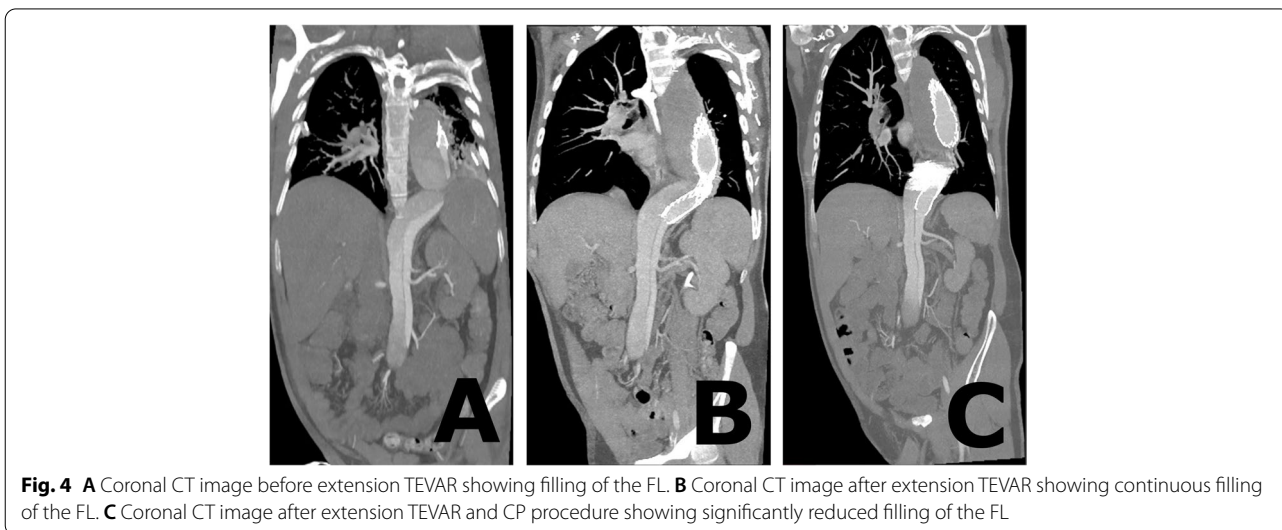 A B C
Fig. 4 A Coronal CT image before extension TEVAR showing filling of the FL. B Coronal CT image after extension TEVAR showing continuous filling
of the FL. C Coronal CT image after extension TEVAR and CP procedure showing significantly reduced filling of the FL